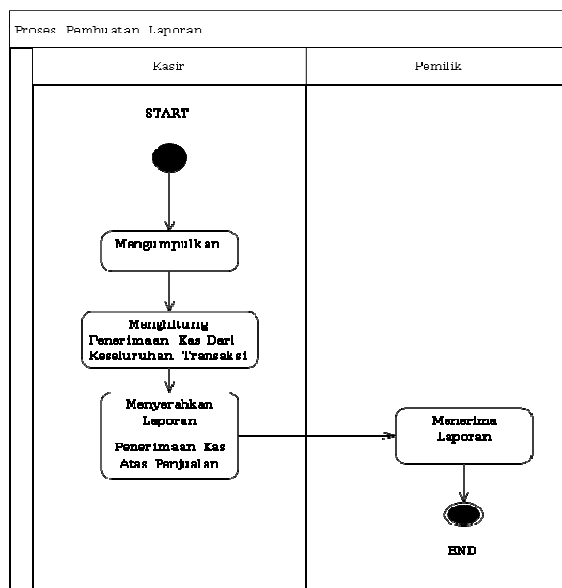 Proses Pembuatan Laporan
Kasir
Pemilik
START
Mangumpulkan
Menghitung
Penerimaan Kas Dari
Keseluruhan Transaksi
Menyerahkan
Laporan
Penerimaan Kas
Atas Penjualan
Menerima
Laporan
END